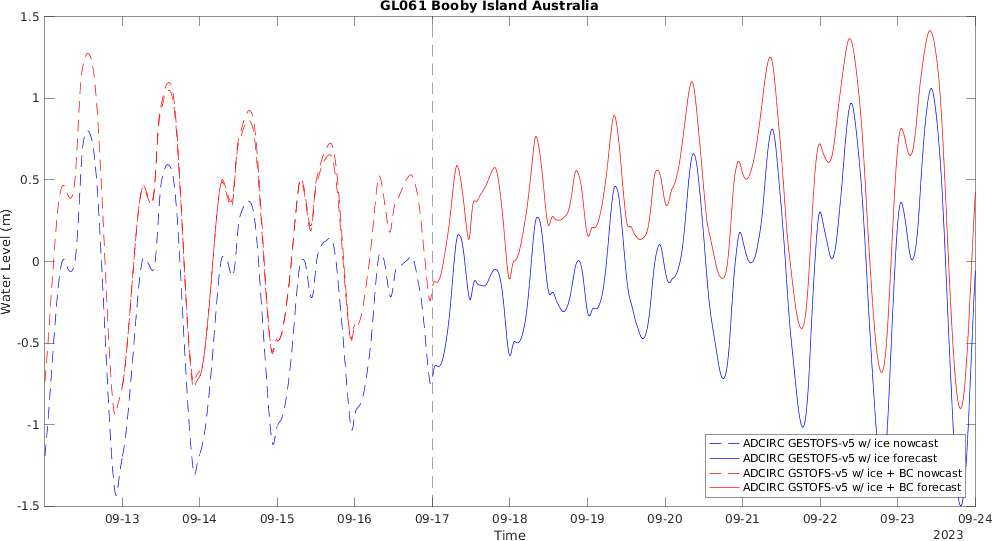 GL061 Booby Island Australia
1.5
1
0.5
0
-0.5
-1
-1.5
Water Level (m)
ADCIRC GESTOFS-v5 w/ ice nowcast
ADCIRC GESTOFS-v5 w/ ice forecast
ADCIRC GSTOFS-v5 w/ ice + BC nowcast
ADCIRC GSTOFS-v5 w/ ice + BC forecast
09-13 09-14 09-15 09-16 09-17 09-18 09-19 09-20 09-21 09-22 09-23 09-24
Time
2023